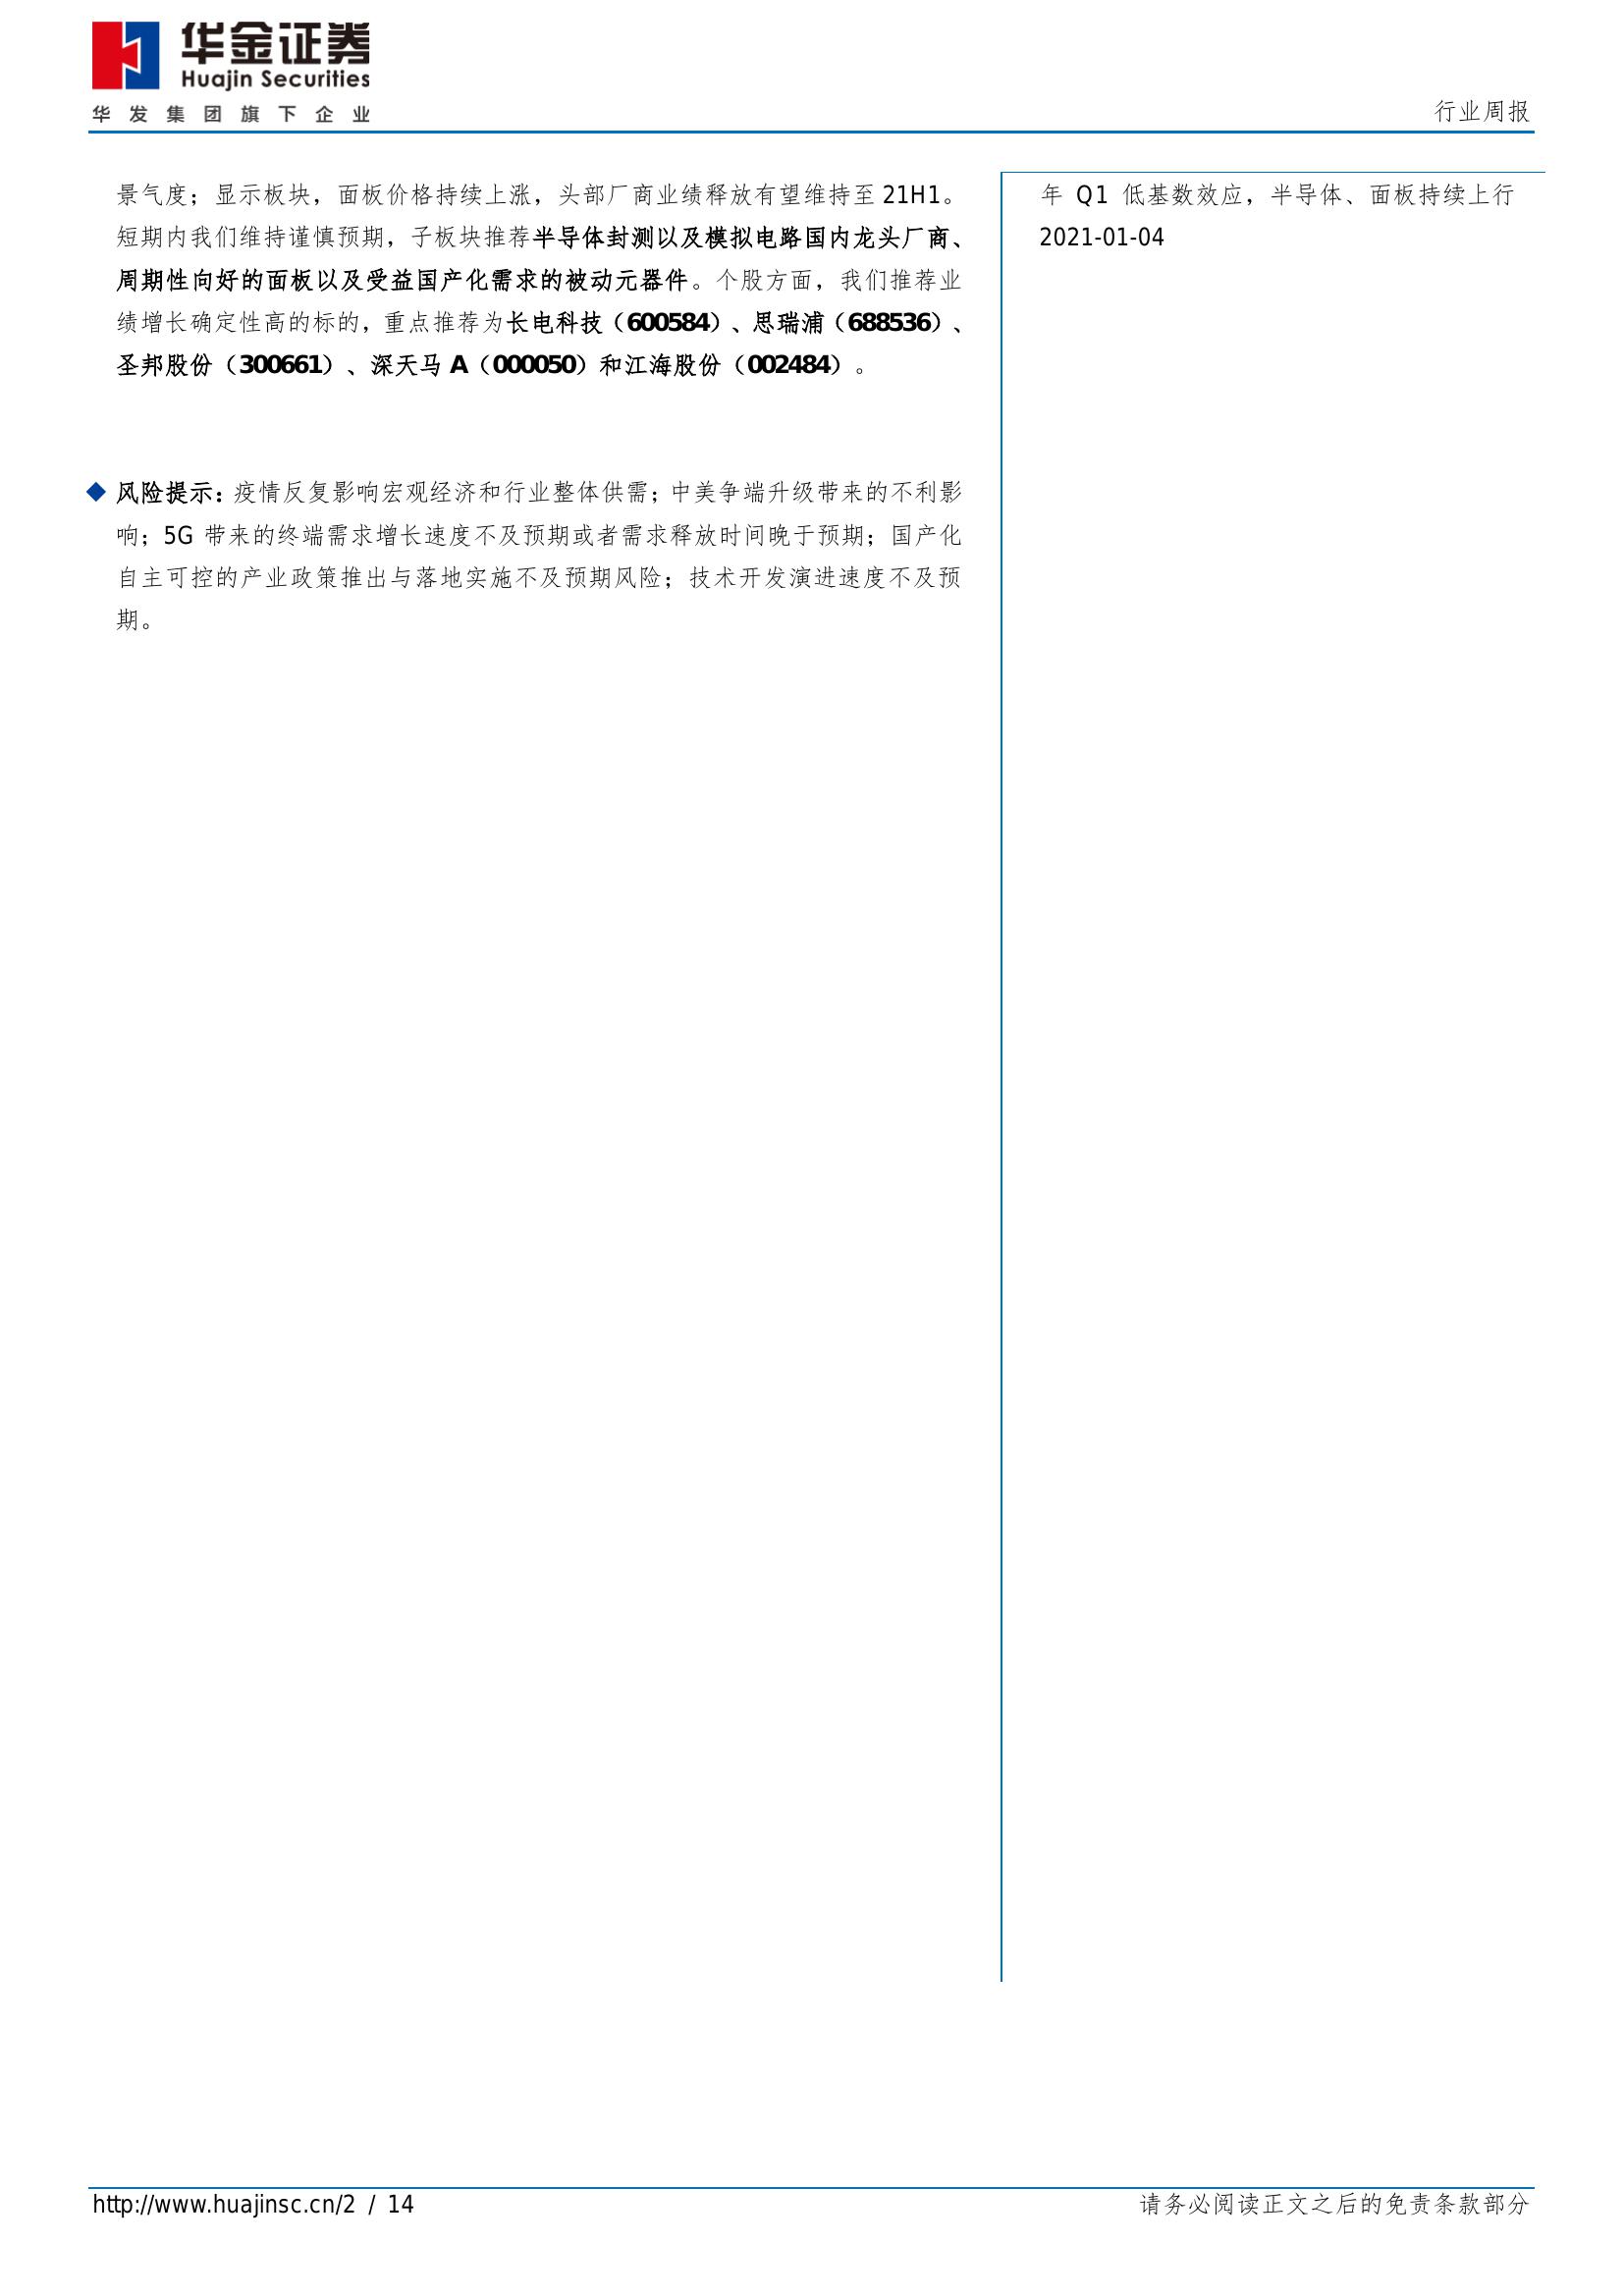 华金证券
Huajin Securities
华发集团旗下企业
行业周报
景气度；显示板块，面板价格持续上涨，头部厂商业绩释放有望维持至 21H1。
短期内我们维持谨慎预期，子板块推荐半导体封测以及模拟电路国内龙头厂商、
周期性向好的面板以及受益国产化需求的被动元器件。个股方面，我们推荐业
绩增长确定性高的标的，重点推荐为长电科技（600584）、思瑞浦（688536）、
圣邦股份（300661）、深天马 A（000050）和江海股份（002484）。
◆ 风险提示：疫情反复影响宏观经济和行业整体供需；中美争端升级带来的不利影
响；5G 带来的终端需求增长速度不及预期或者需求释放时间晚于预期；国产化
自主可控的产业政策推出与落地实施不及预期风险；技术开发演进速度不及预
期。
年 Q1 低基数效应，半导体、面板持续上行
2021-01-04
http://www.huajinsc.cn/2 / 14
请务必阅读正文之后的免责条款部分